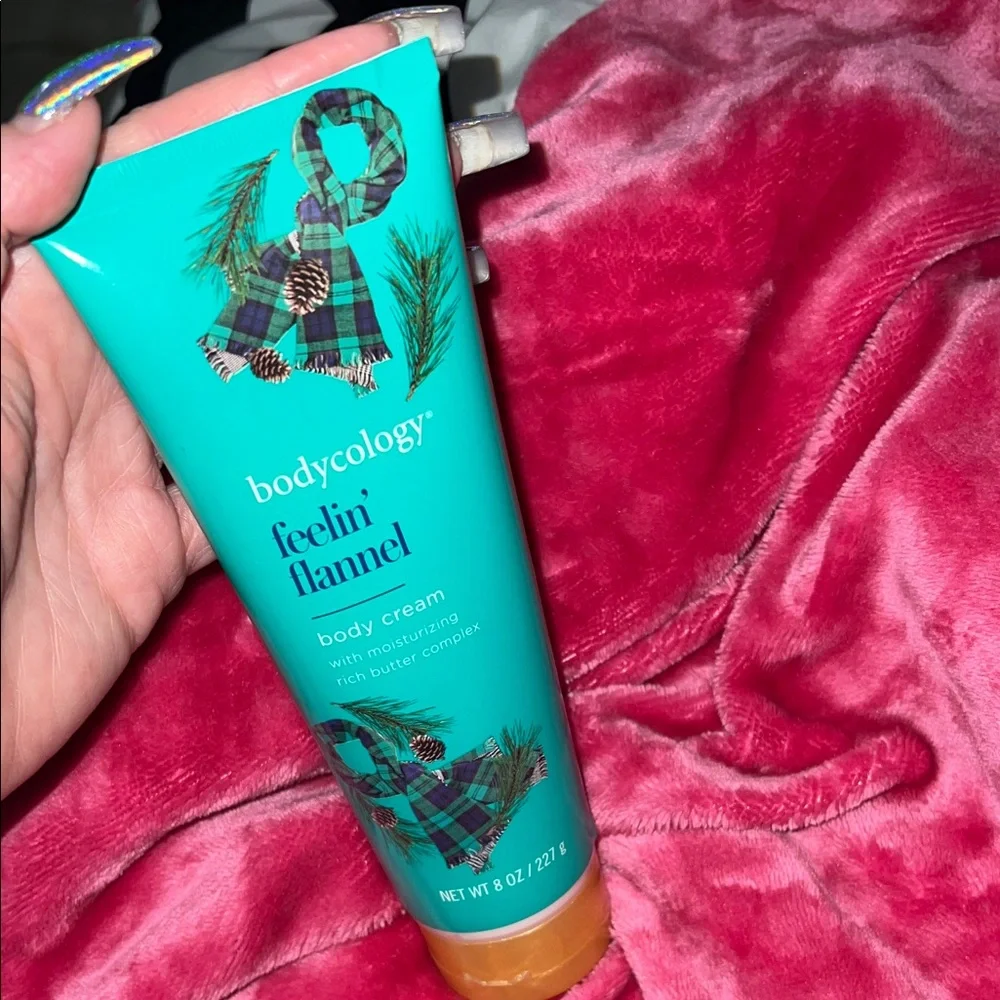 bodycology®
feelin'
flannel
body cream
with moisturizing
rich butter complex
NET WT 8 OZ / 227 g